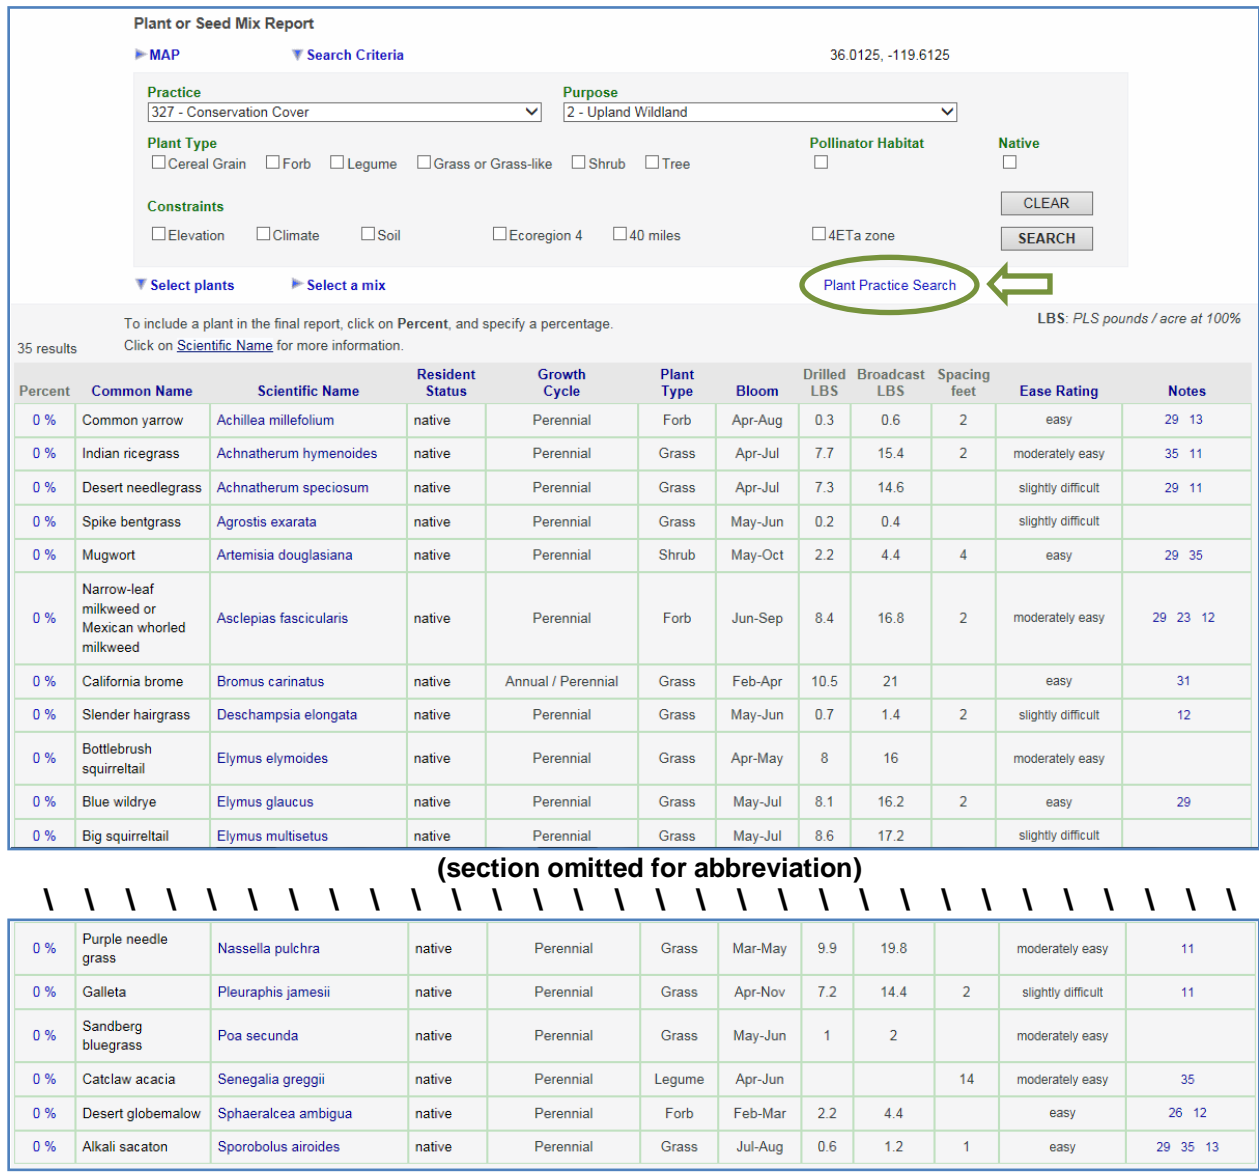 Plant or Seed Mix Report
MAP Search Criteria 36.0125, -119.6125
Practice Purpose
327 - Conservation Cover 2 - Upland Wildland
Plant Type Pollinator Habitat Native
Cereal Grain Forb Legume Grass or Grass-like Shrub Tree
Constraints CLEAR
Elevation Climate Soil Ecoregion 4 40 miles 4ETa zone SEARCH
Select plants Select a mix Plant Practice Search
To include a plant in the final report, click on Percent, and specify a percentage. LBS: PLS pounds / acre at 100%
35 results Click on Scientific Name for more information.
Percent Common Name Scientific Name Resident Status Growth Cycle Plant Type Bloom Drilled LBS Broadcast LBS Spacing feet Ease Rating Notes
0 % Common yarrow Achillea millefolium native Perennial Forb Apr-Aug 0.3 0.6 2 easy 29 13
0 % Indian ricegrass Achnatherum hymenoides native Perennial Grass Apr-Jul 7.7 15.4 2 moderately easy 35 11
0 % Desert needlegrass Achnatherum speciosum native Perennial Grass Apr-Jul 7.3 14.6 slightly difficult 29 11
0 % Spike bentgrass Agrostis exarata native Perennial Grass May-Jun 0.2 0.4 slightly difficult
0 % Mugwort Artemisia douglasiana native Perennial Shrub May-Oct 2.2 4.4 4 easy 29 35
0 % Narrow-leaf milkweed or Mexican whorled milkweed Asclepias fascicularis native Perennial Forb Jun-Sep 8.4 16.8 2 moderately easy 29 23 12
0 % California brome Bromus carinatus native Annual / Perennial Grass Feb-Apr 10.5 21 easy 31
0 % Slender hairgrass Deschampsia elongata native Perennial Grass May-Jun 0.7 1.4 2 slightly difficult 12
0 % Bottlebrush squirreltail Elymus elymoides native Perennial Grass Apr-May 8 16 moderately easy
0 % Blue wildrye Elymus glaucus native Perennial Grass May-Jul 8.1 16.2 2 easy 29
0 % Big squirreltail Elymus multisetus native Perennial Grass May-Jul 8.6 17.2 slightly difficult
(section omitted for abbreviation)
\ \ \ \ \ \ \ \ \ \ \ \ \ \ \ \ \ \ \ \ \ \ \ \ \ \ \ \ \
0 % Purple needle grass Nassella pulchra native Perennial Grass Mar-May 9.9 19.8 moderately easy 11
0 % Galleta Pleuraphis jamesii native Perennial Grass Apr-Nov 7.2 14.4 2 slightly difficult 11
0 % Sandberg bluegrass Poa secunda native Perennial Grass May-Jun 1 2 moderately easy
0 % Catclaw acacia Senegalia greggii native Perennial Legume Apr-Jun 14 moderately easy 35
0 % Desert globemalow Sphaeralcea ambigua native Perennial Forb Feb-Mar 2.2 4.4 easy 26 12
0 % Alkali sacaton Sporobolus airoides native Perennial Grass Jul-Aug 0.6 1.2 1 easy 29 35 13